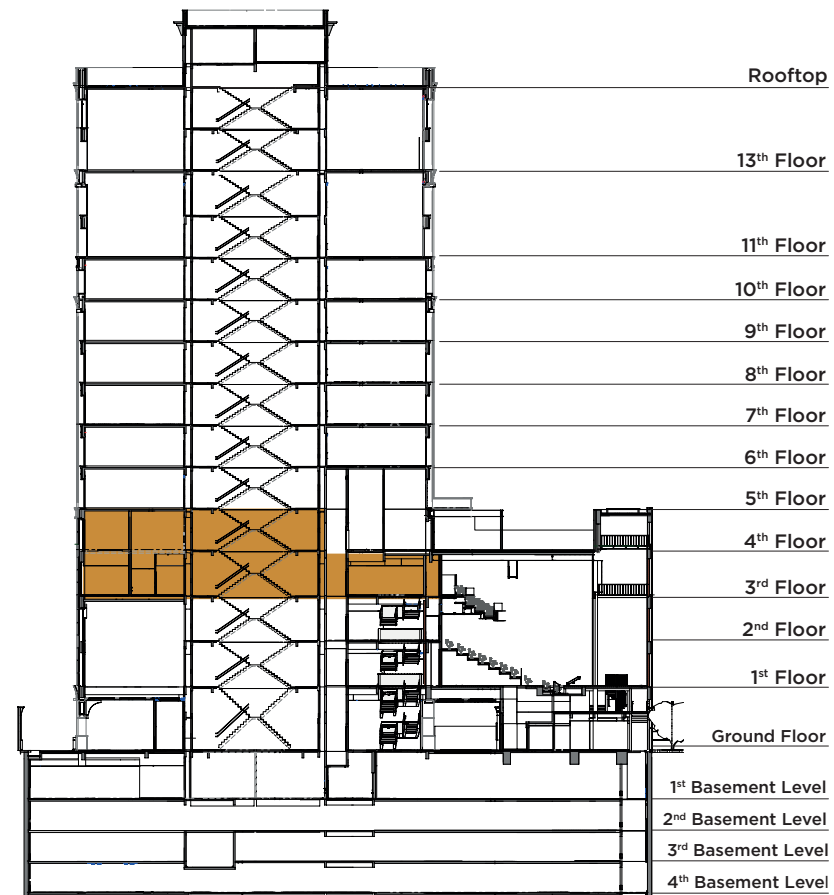 Rooftop
13th Floor
11th Floor
10th Floor
9th Floor
8th Floor
7th Floor
6th Floor
5th Floor
4th Floor
3rd Floor
2nd Floor
1st Floor
Ground Floor
1st Basement Level
2nd Basement Level
3rd Basement Level
4th Basement Level